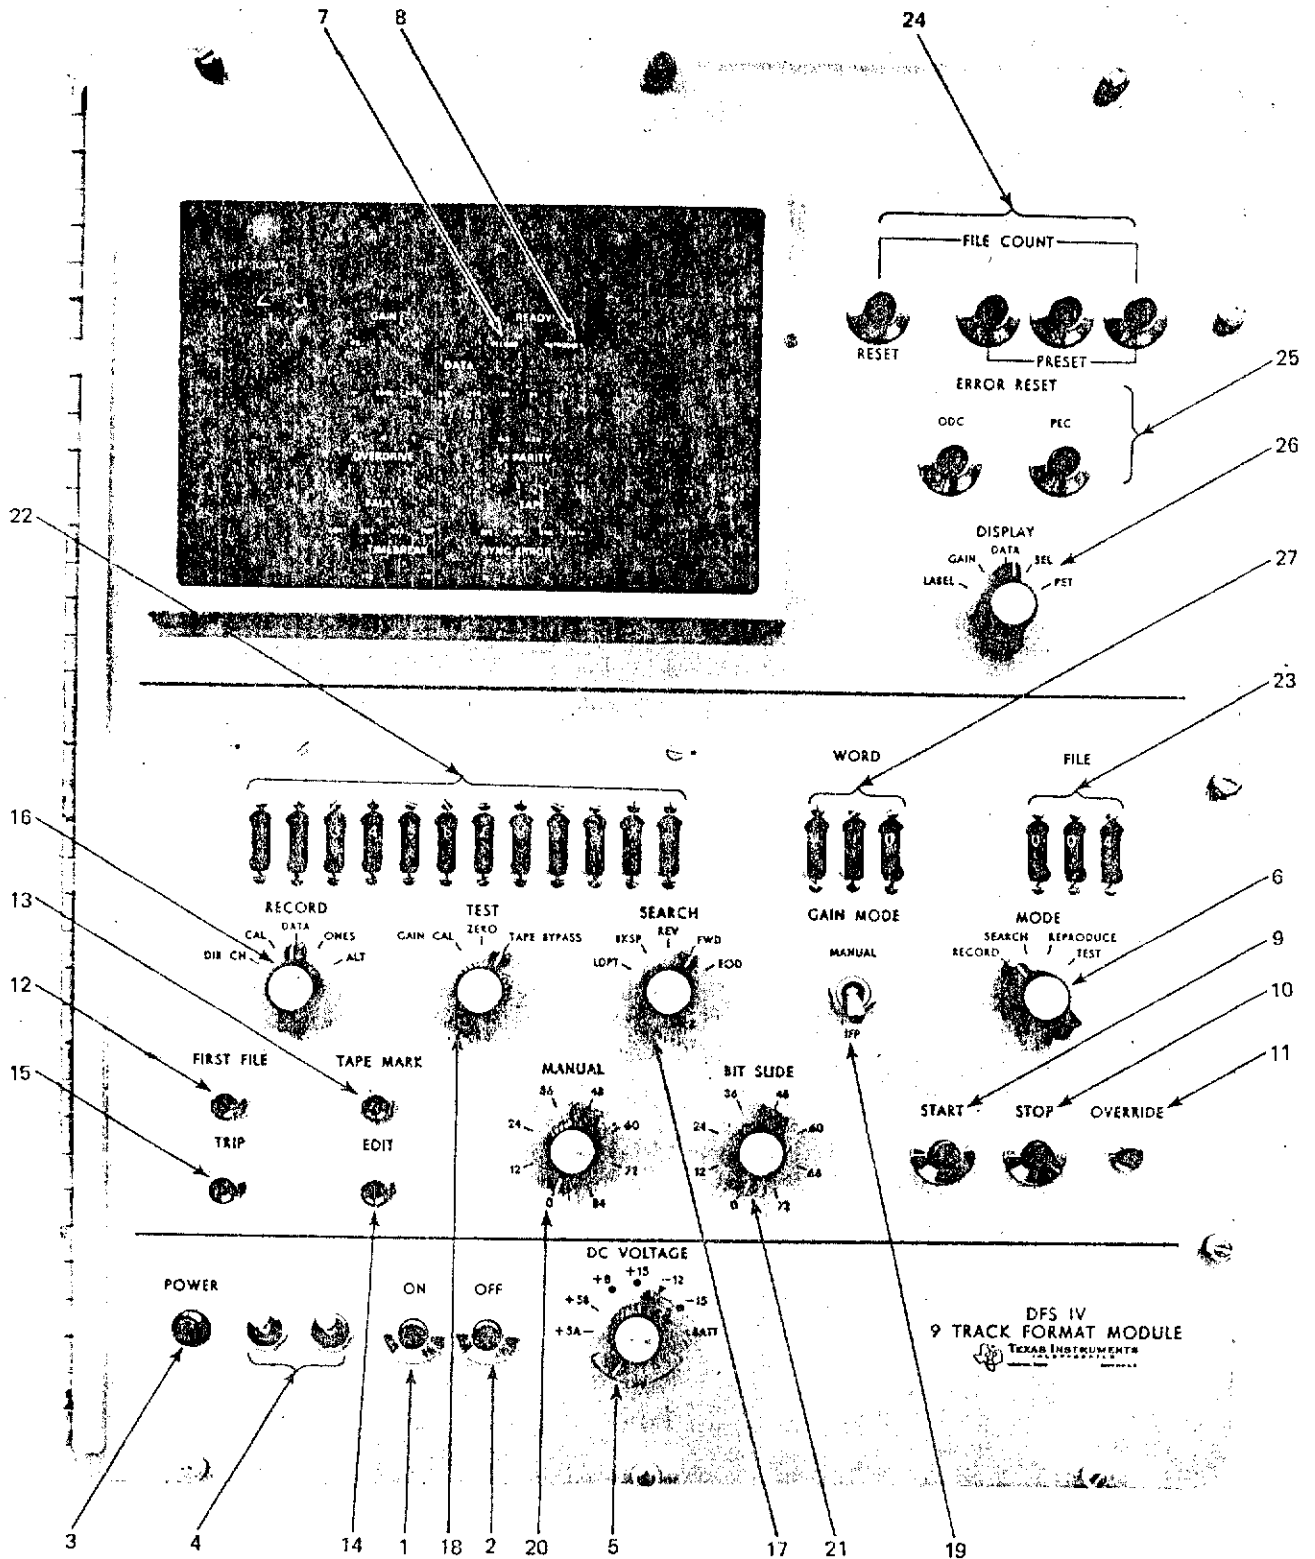 7 8 24
FILE COUNT
READY
GAIN
RESET
PRESET
DATA
ERROR RESET
25
ODC PEC
26
OVERDRIVE PARITY
22
DISPLAY
DATA
GAIN SEL
27
LABEL PST
TIMEBREAK SYNC ERROR
23
WORD FILE
16
6
RECORD TEST SEARCH GAIN MODE MODE
13
DATA ZERO REV
CAL ONES GAIN CAL TAPE BYPASS BKSP FWD MANUAL SEARCH REPRODUCE
9
DIR CH ALT LDPT EOD RECORD TEST
12
10
IFP
15
FIRST FILE TAPE MARK MANUAL BIT SLIDE
11
36 48 36 48
START STOP OVERRIDE
24 60 24 60
TRIP EDIT
12 72 12 66
0 84 0 72
DC VOLTAGE
POWER ON OFF
+8 +15 -12
+5B -15
+5A BATT
DFS IV
9 TRACK FORMAT MODULE
TEXAS INSTRUMENTS
INCORPORATED
3 4 14 1 18 2 20 5 17 21 19